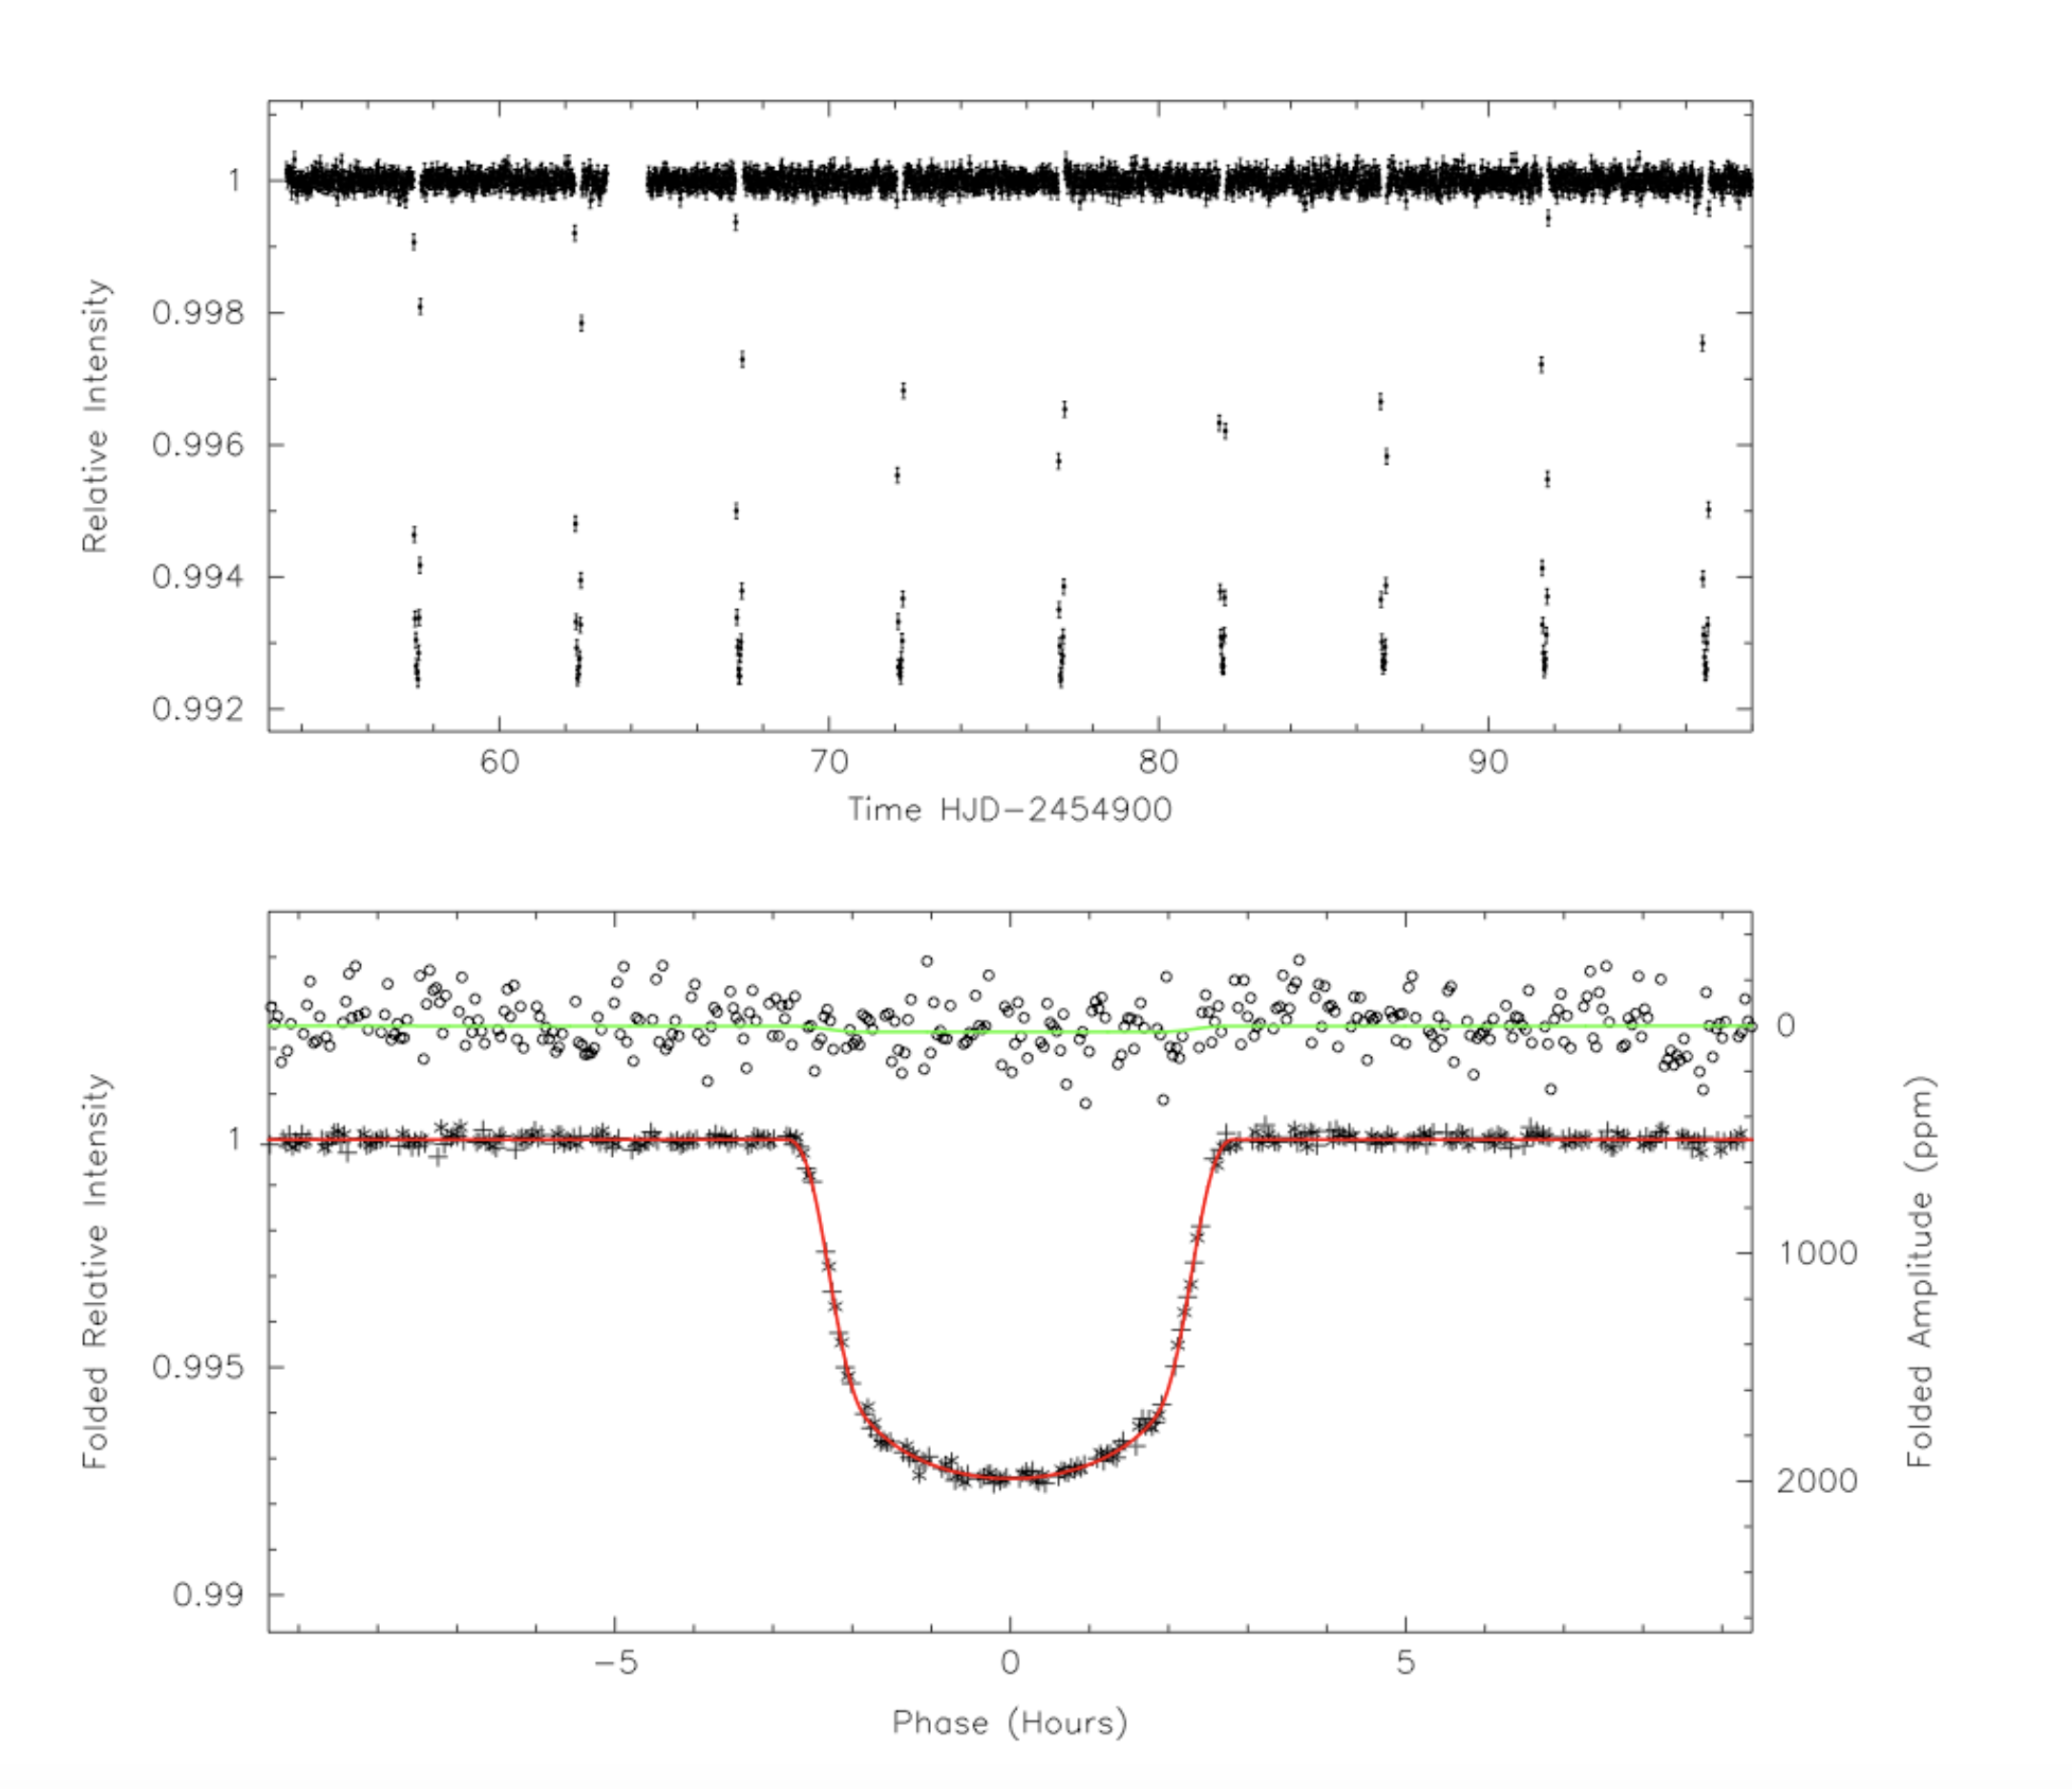 1
0.998
0.996
0.994
0.992
Relative Intensity
60 70 80 90
Time HJD-2454900
1
0.995
0.99
Folded Relative Intensity
0
1000
2000
Folded Amplitude (ppm)
-5 0 5
Phase (Hours)